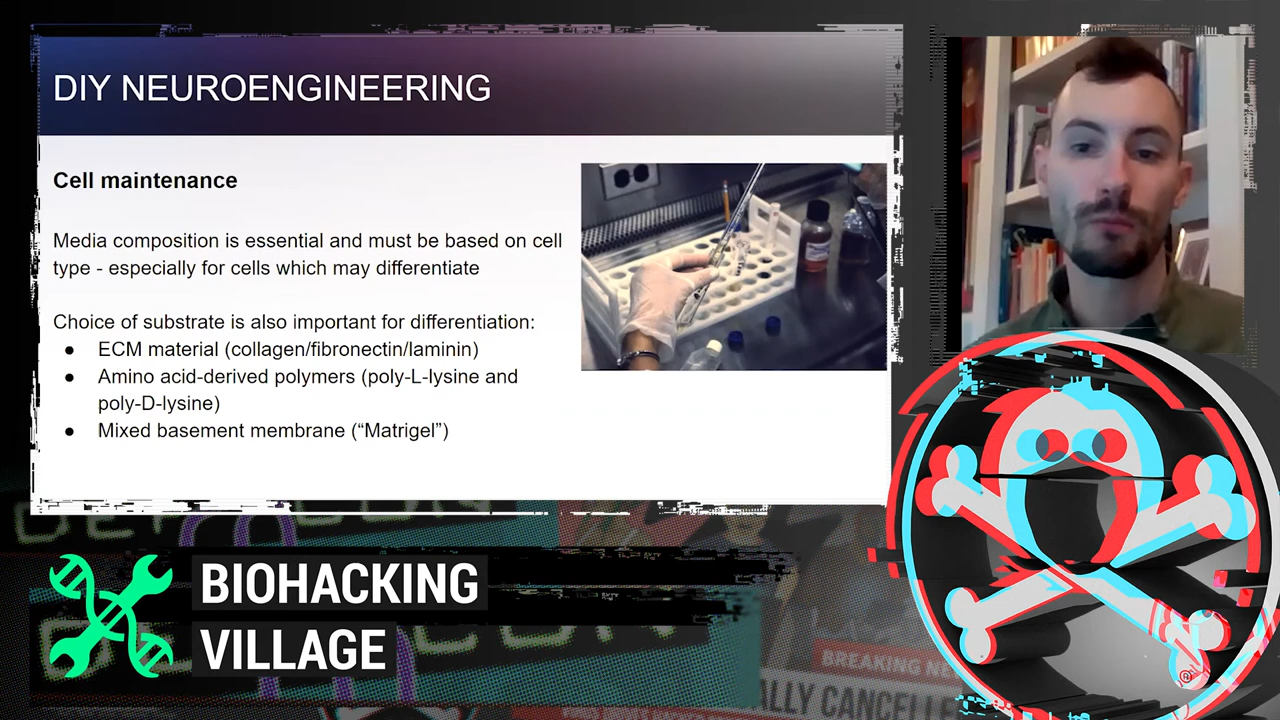 DIY NEUROENGINEERING
Cell maintenance
Media composition is essential and must be based on cell
type - especially for cells which may differentiate
Choice of substrate is also important for differentiation:
● ECM material (collagen/fibronectin/laminin)
● Amino acid-derived polymers (poly-L-lysine and
poly-D-lysine)
● Mixed basement membrane (“Matrigel”)
BIOHACKING
VILLAGE
BREAKING NE
ALLY CANCELLE
®